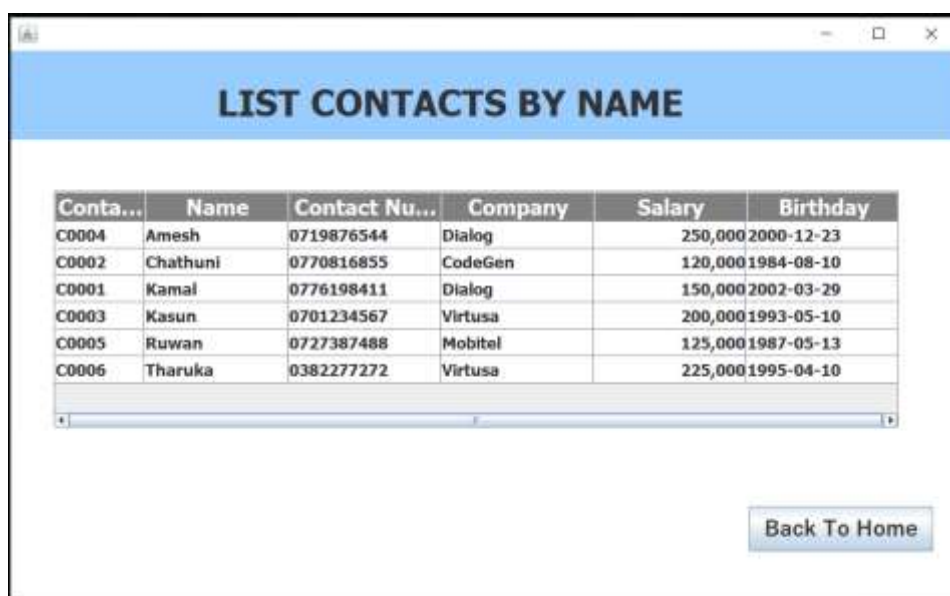 LIST CONTACTS BY NAME
Conta... Name Contact Nu... Company Salary Birthday
C0004 Amesh 0719876544 Dialog 250,000 2000-12-23
C0002 Chathuni 0770816855 CodeGen 120,000 1984-08-10
C0001 Kamal 0776198411 Dialog 150,000 2002-03-29
C0003 Kasun 0701234567 Virtusa 200,000 1993-05-10
C0005 Ruwan 0727387488 Mobitel 125,000 1987-05-13
C0006 Tharuka 0382277272 Virtusa 225,000 1995-04-10
Back To Home